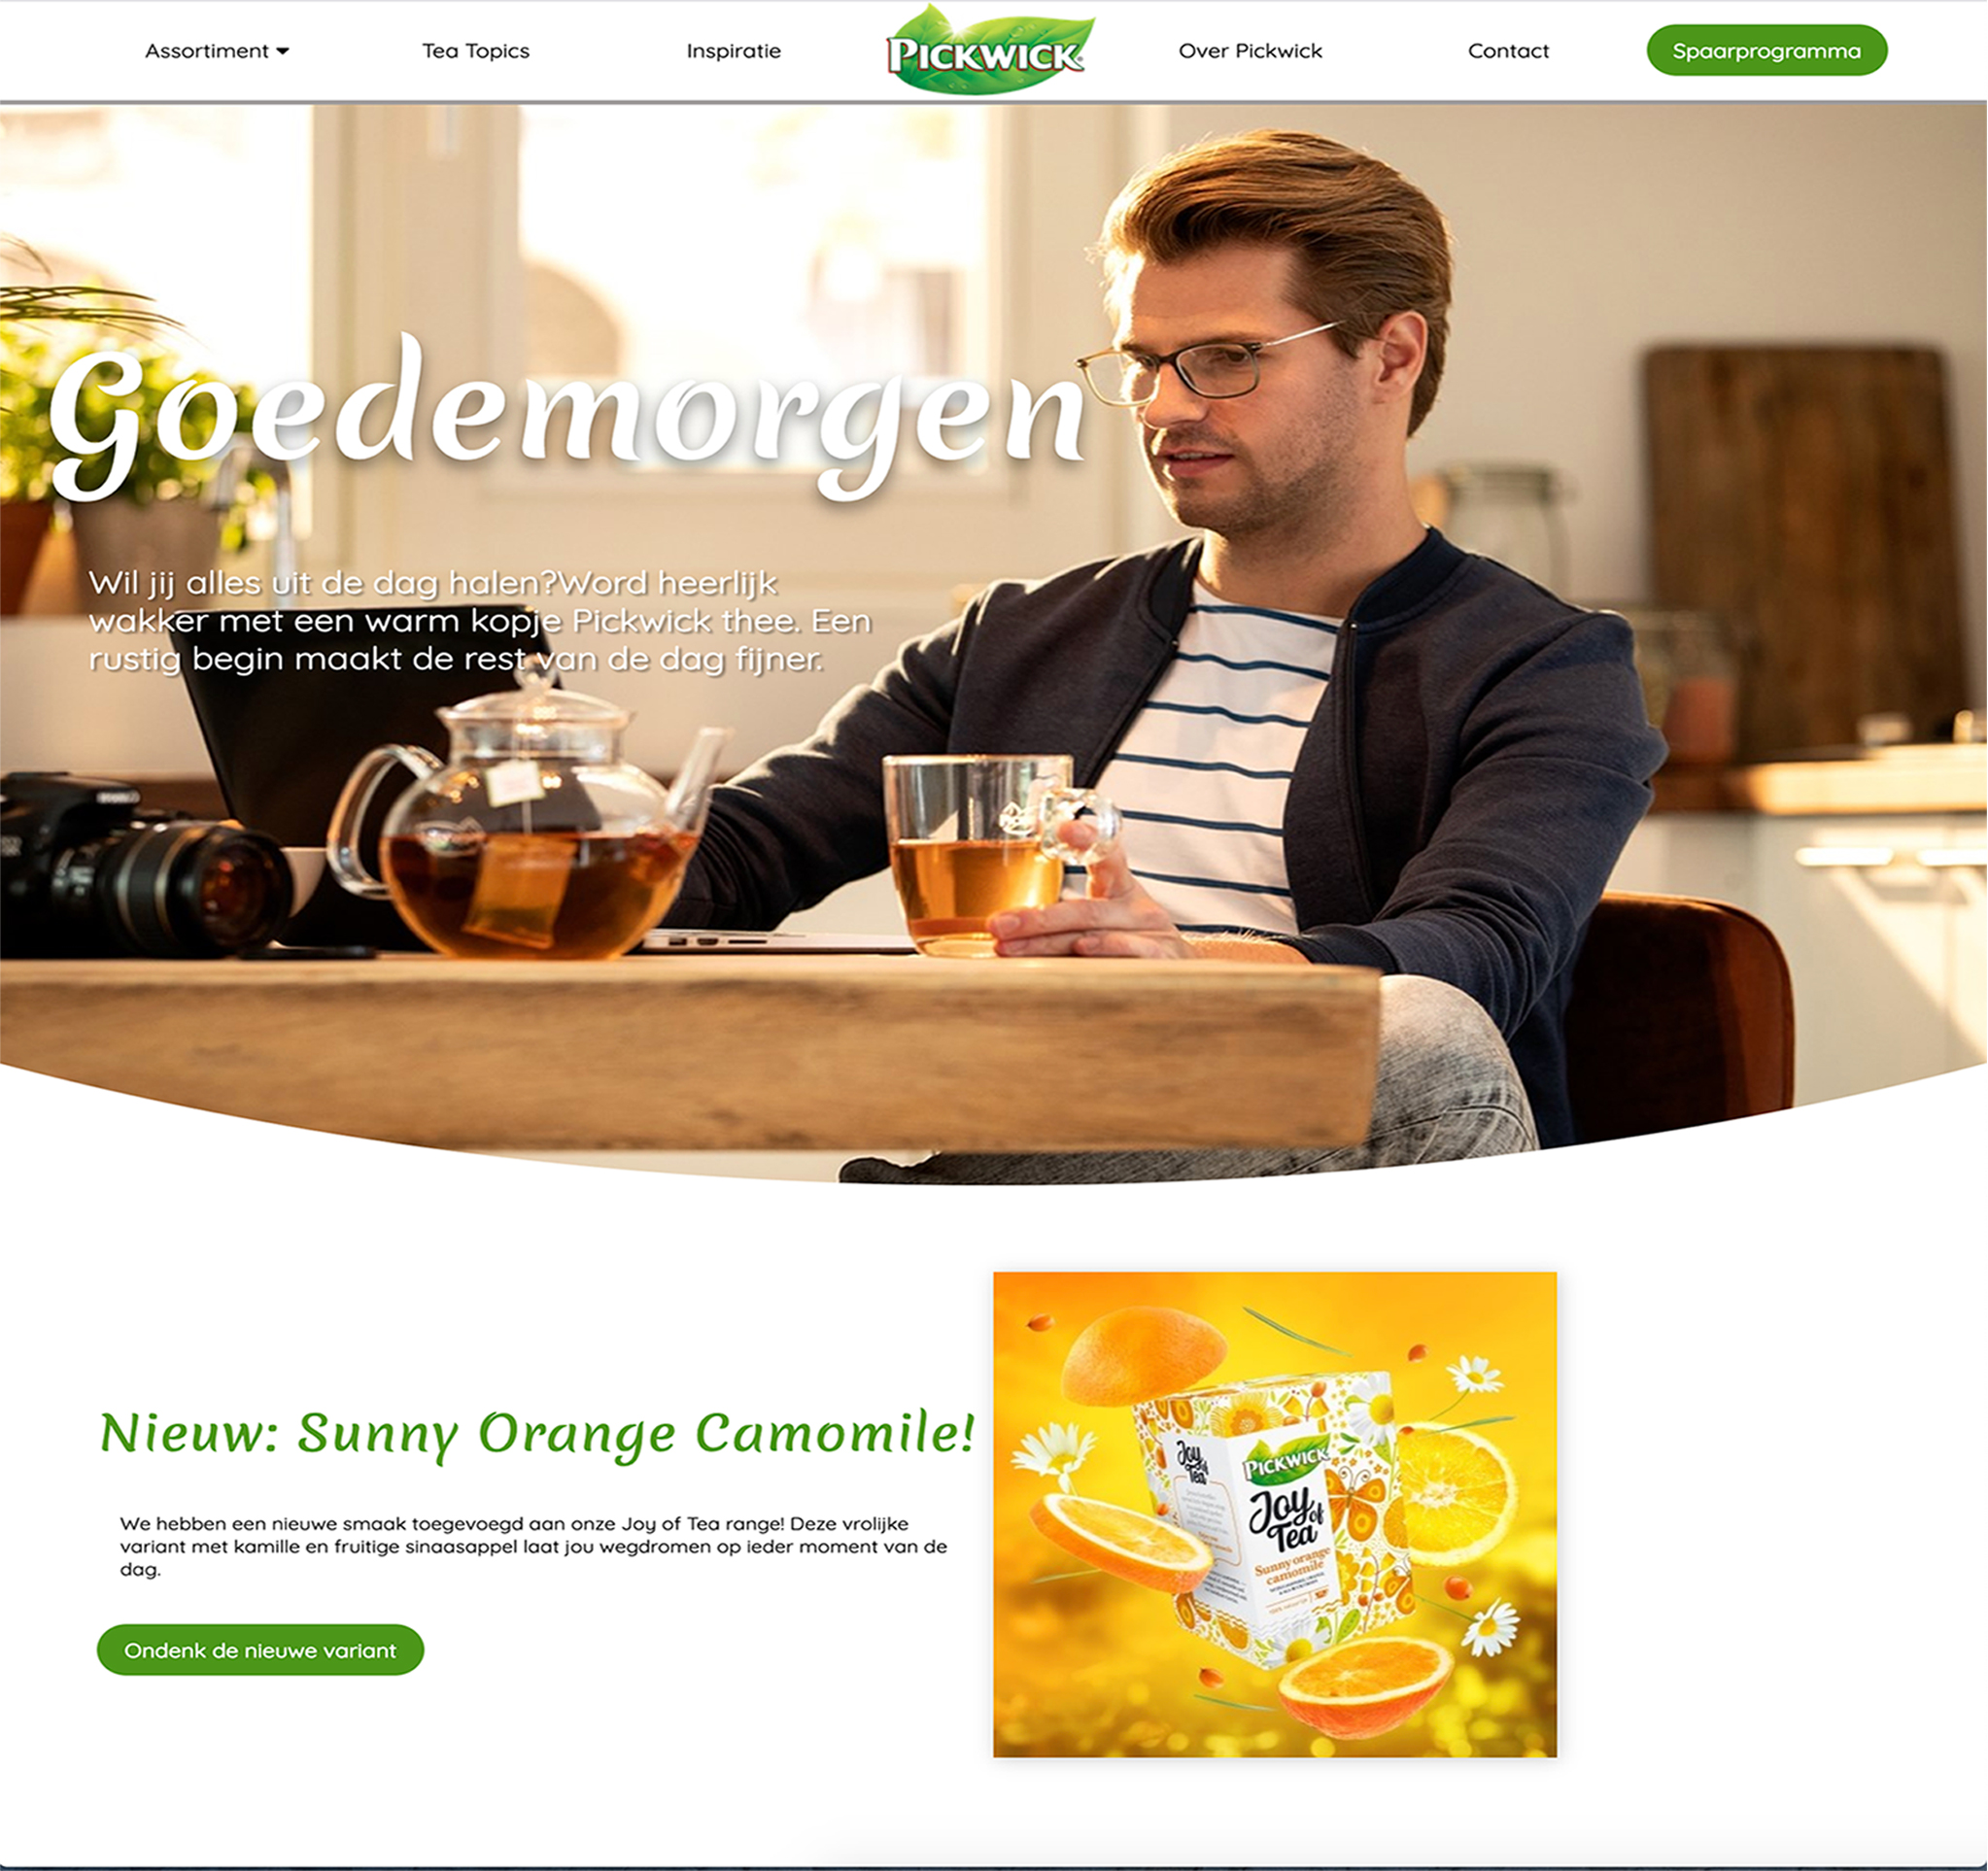 Assortiment
Tea Topics
Inspiratie
PICKWICK
Over Pickwick
Contact
Spaarprogramma
Goedemorgen
Wil jij alles uit de dag halen?Word heerlijk
wakker met een warm kopje Pickwick thee. Een
rustig begin maakt de rest van de dag fijner.
Nieuw: Sunny Orange Camomile!
We hebben een nieuwe smaak toegevoegd aan onze Joy of Tea range! Deze vrolijke
variant met kamille en fruitige sinaasappel laat jou wegdromen op ieder moment van de
dag.
Ondenk de nieuwe variant
Joy
of
Tea
PICKWICK
Joy
of
Tea
Sunny orange
camomile